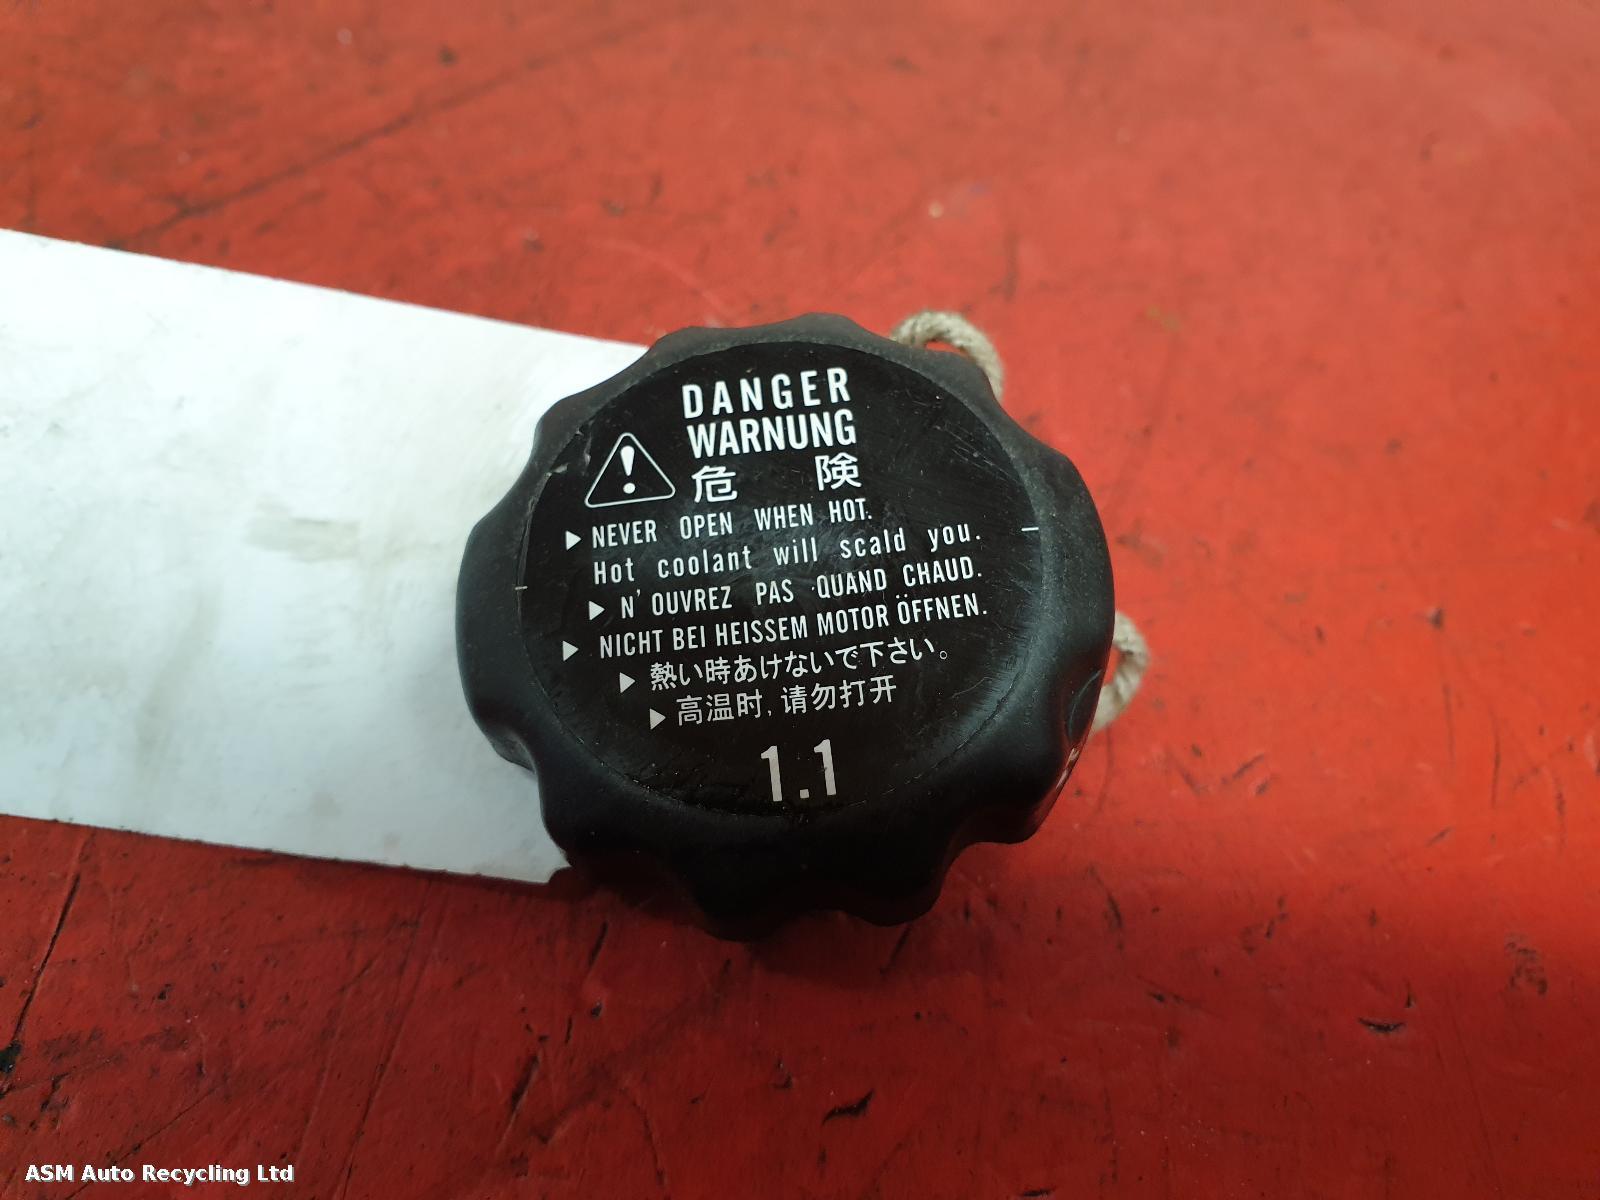 DANGER
WARNUNG
危険
NEVER OPEN WHEN HOT.
Hot coolant will scald you.
N'OUVREZ PAS QUAND CHAUD.
NICHT BEI HEISSEM MOTOR ÖFFNEN.
熱い時あけないで下さい。
高温时,请勿打开
1.1
ASM Auto Recycling Ltd